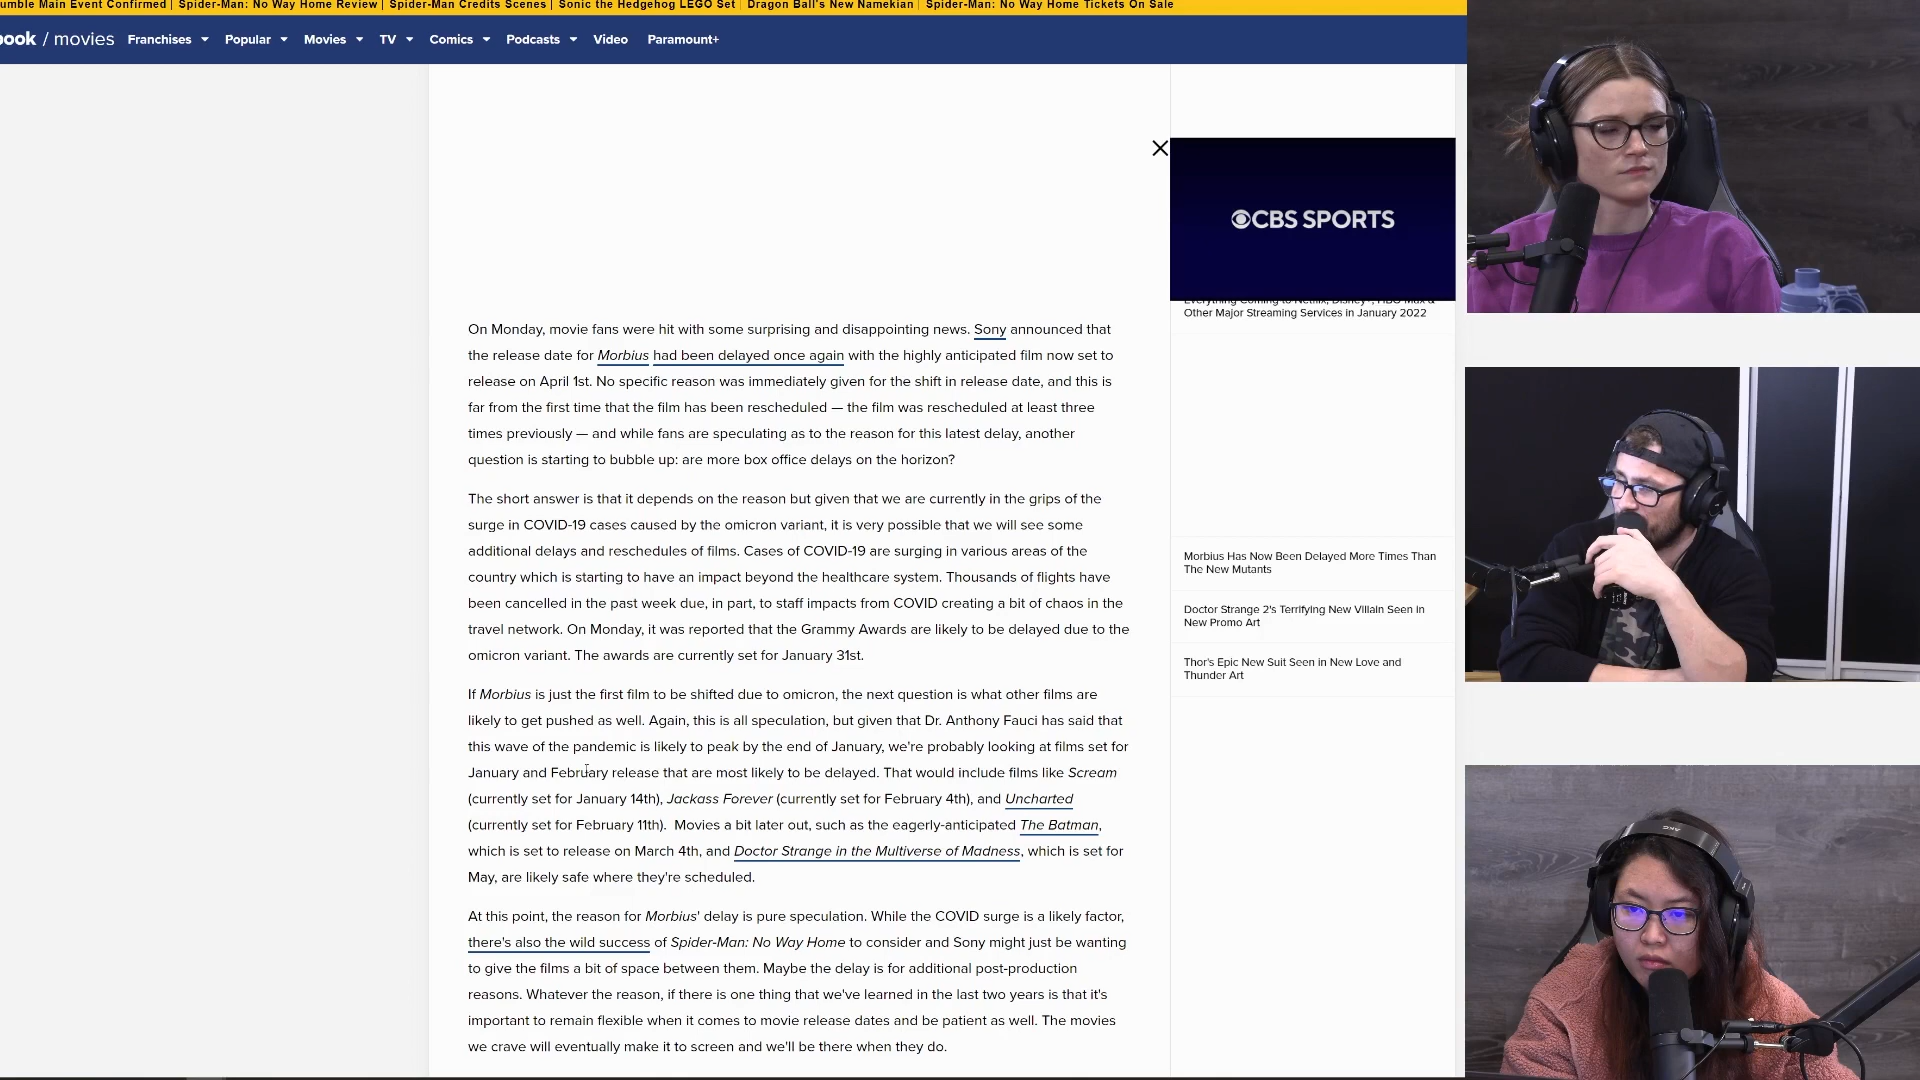 umble Main Event Confirmed | Spider-Man: No Way Home Review | Spider-Man Credits Scenes | Sonic the Hedgehog LEGO Set | Dragon Ball's New Namekian | Spider-Man: No Way Home Tickets On Sale
book / movies Franchises Popular Movies TV Comics Podcasts Video Paramount+
CBS SPORTS
Everything Coming to Netflix, Disney+, HBO Max &
Other Major Streaming Services in January 2022
On Monday, movie fans were hit with some surprising and disappointing news. Sony announced that
the release date for Morbius had been delayed once again with the highly anticipated film now set to
release on April 1st. No specific reason was immediately given for the shift in release date, and this is
far from the first time that the film has been rescheduled — the film was rescheduled at least three
times previously — and while fans are speculating as to the reason for this latest delay, another
question is starting to bubble up: are more box office delays on the horizon?
The short answer is that it depends on the reason but given that we are currently in the grips of the
surge in COVID-19 cases caused by the omicron variant, it is very possible that we will see some
additional delays and reschedules of films. Cases of COVID-19 are surging in various areas of the
country which is starting to have an impact beyond the healthcare system. Thousands of flights have
been cancelled in the past week due, in part, to staff impacts from COVID creating a bit of chaos in the
travel network. On Monday, it was reported that the Grammy Awards are likely to be delayed due to the
omicron variant. The awards are currently set for January 31st.
If Morbius is just the first film to be shifted due to omicron, the next question is what other films are
likely to get pushed as well. Again, this is all speculation, but given that Dr. Anthony Fauci has said that
this wave of the pandemic is likely to peak by the end of January, we're probably looking at films set for
January and February release that are most likely to be delayed. That would include films like Scream
(currently set for January 14th), Jackass Forever (currently set for February 4th), and Uncharted
(currently set for February 11th). Movies a bit later out, such as the eagerly-anticipated The Batman,
which is set to release on March 4th, and Doctor Strange in the Multiverse of Madness, which is set for
May, are likely safe where they're scheduled.
At this point, the reason for Morbius' delay is pure speculation. While the COVID surge is a likely factor,
there's also the wild success of Spider-Man: No Way Home to consider and Sony might just be wanting
to give the films a bit of space between them. Maybe the delay is for additional post-production
reasons. Whatever the reason, if there is one thing that we've learned in the last two years is that it's
important to remain flexible when it comes to movie release dates and be patient as well. The movies
we crave will eventually make it to screen and we'll be there when they do.
Morbius Has Now Been Delayed More Times Than
The New Mutants
Doctor Strange 2's Terrifying New Villain Seen in
New Promo Art
Thor's Epic New Suit Seen in New Love and
Thunder Art
AKG